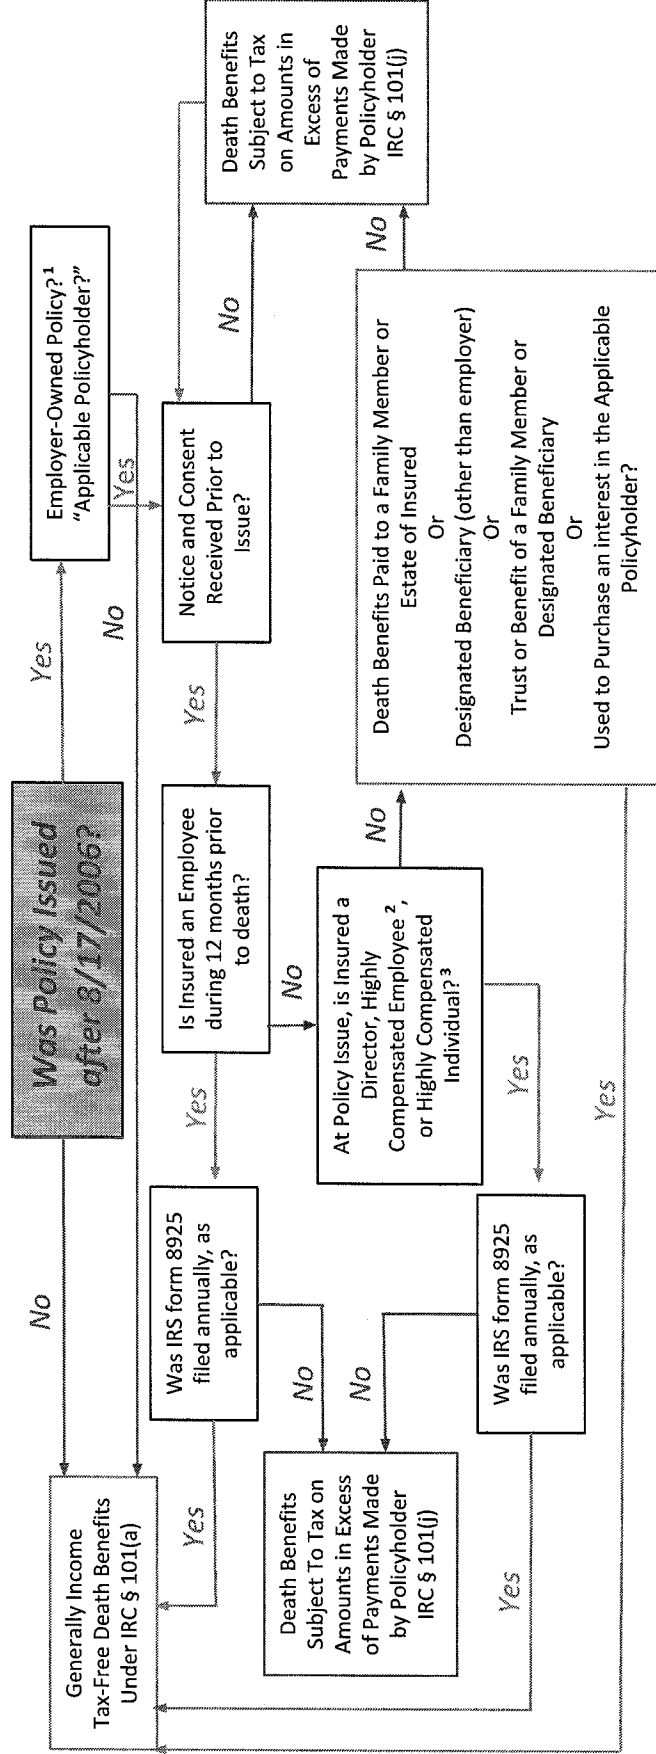 Was Policy Issued
after 8/17/2006?
No
Yes
Generally Income
Tax-Free Death Benefits
Under IRC § 101(a)
Employer-Owned Policy?¹
“Applicable Policyholder?”
No
Yes
Notice and Consent
Received Prior to
Issue?
No
Death Benefits
Subject to Tax
on Amounts in
Excess of
Payments Made
by Policyholder
IRC § 101(j)
Yes
Is Insured an Employee
during 12 months prior
to death?
Yes
Was IRS form 8925
filed annually, as
applicable?
Yes
No
Death Benefits
Subject To Tax on
Amounts in Excess
of Payments Made
by Policyholder
IRC § 101(j)
No
At Policy Issue, is Insured a
Director, Highly
Compensated Employee ²,
or Highly Compensated
Individual?³
Yes
Was IRS form 8925
filed annually, as
applicable?
No
Yes
No
Death Benefits Paid to a Family Member or
Estate of Insured
Or
Designated Beneficiary (other than employer)
Or
Trust or Benefit of a Family Member or
Designated Beneficiary
Or
Used to Purchase an interest in the Applicable
Policyholder?
No
Yes